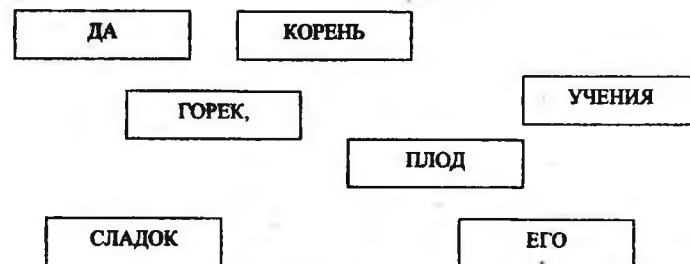 ДА
КОРЕНЬ
ГОРЕК,
УЧЕНИЯ
ПЛОД
СЛАДОК
ЕГО